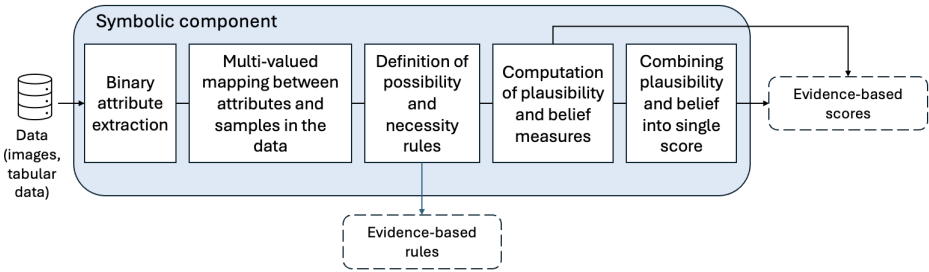 Symbolic component
Data
(images,
tabular
data)
Binary
attribute
extraction
Multi-valued
mapping between
attributes and
samples in the
data
Definition of
possibility
and
necessity
rules
Computation
of plausibility
and belief
measures
Combining
plausibility
and belief
into single
score
Evidence-based
scores
Evidence-based
rules